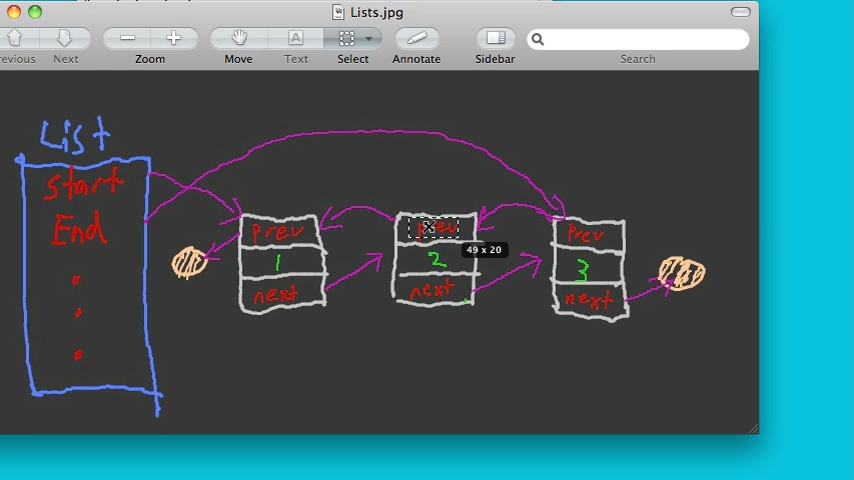 Lists.jpg
evious Next Zoom Move Text Select Annotate Sidebar Search
List
Start
End
prev
1
next
prev
2
next
49 x 20
prev
3
next